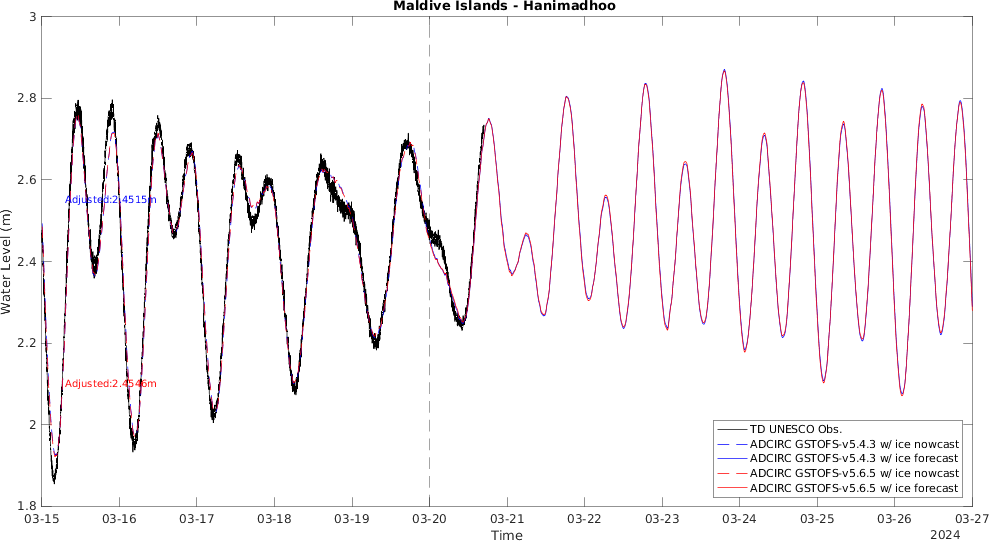 Maldive Islands - Hanimadhoo
3
2.8
2.6
2.4
2.2
2
1.8
Water Level (m)
Adjusted:2.4515m
Adjusted:2.4546m
TD UNESCO Obs.
ADCIRC GSTOFS-v5.4.3 w/ ice nowcast
ADCIRC GSTOFS-v5.4.3 w/ ice forecast
ADCIRC GSTOFS-v5.6.5 w/ ice nowcast
ADCIRC GSTOFS-v5.6.5 w/ ice forecast
03-15 03-16 03-17 03-18 03-19 03-20 03-21 03-22 03-23 03-24 03-25 03-26 03-27
Time
2024